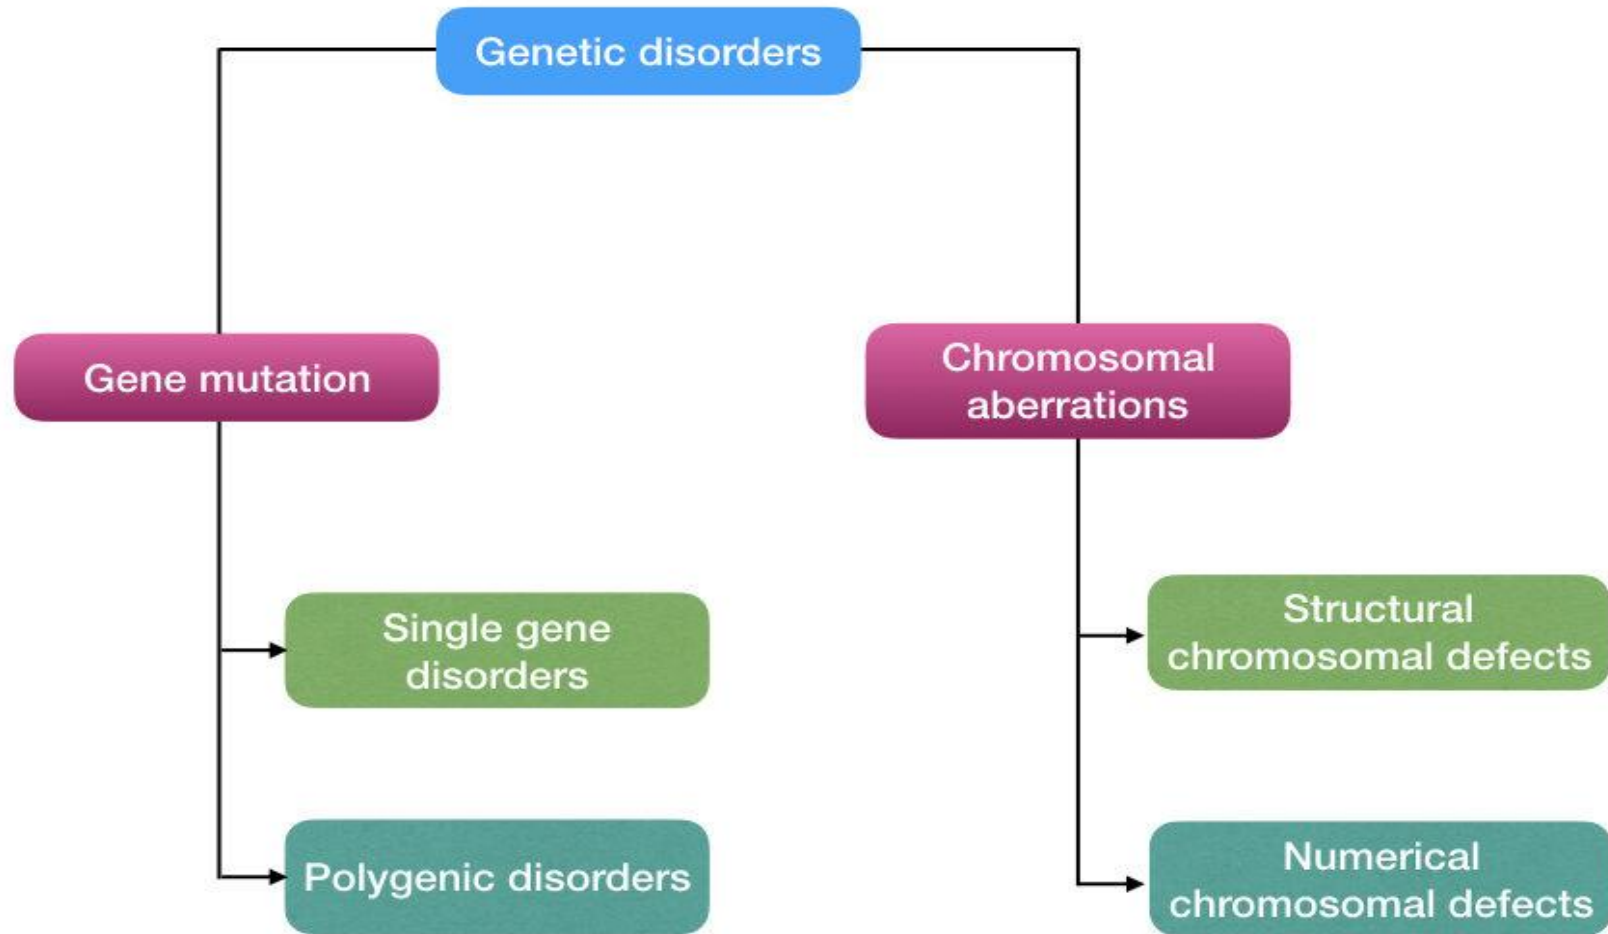 Genetic disorders
Gene mutation
Chromosomal
aberrations
Single gene
disorders
Structural
chromosomal defects
Polygenic disorders
Numerical
chromosomal defects